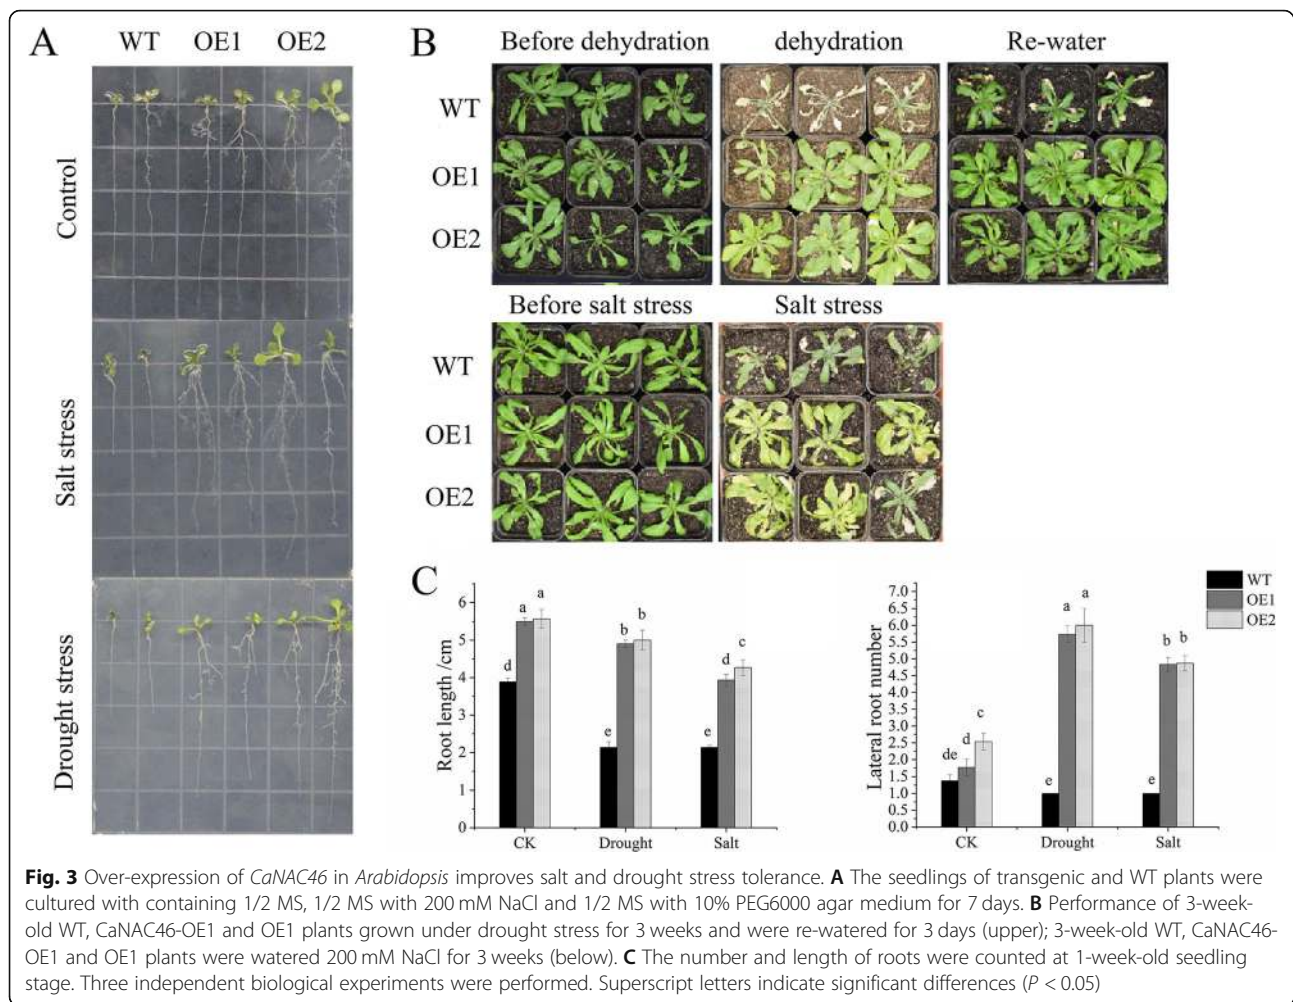 A
WT OE1 OE2
Control
Salt stress
Drought stress
B
Before dehydration dehydration Re-water
WT
OE1
OE2
Before salt stress Salt stress
WT
OE1
OE2
C
Root length /cm
6
5
4
3
2
1
0
d a a
e b b
e d c
CK Drought Salt
Lateral root number
7.0
6.5
6.0
5.5
5.0
4.5
4.0
3.5
3.0
2.5
2.0
1.5
1.0
0.5
0.0
de d c
e a a
e b b
CK Drought Salt
WT
OE1
OE2
Fig. 3 Over-expression of CaNAC46 in Arabidopsis improves salt and drought stress tolerance. A The seedlings of transgenic and WT plants were
cultured with containing 1/2 MS, 1/2 MS with 200 mM NaCl and 1/2 MS with 10% PEG6000 agar medium for 7 days. B Performance of 3-week-
old WT, CaNAC46-OE1 and OE1 plants grown under drought stress for 3 weeks and were re-watered for 3 days (upper); 3-week-old WT, CaNAC46-
OE1 and OE1 plants were watered 200 mM NaCl for 3 weeks (below). C The number and length of roots were counted at 1-week-old seedling
stage. Three independent biological experiments were performed. Superscript letters indicate significant differences (P < 0.05)